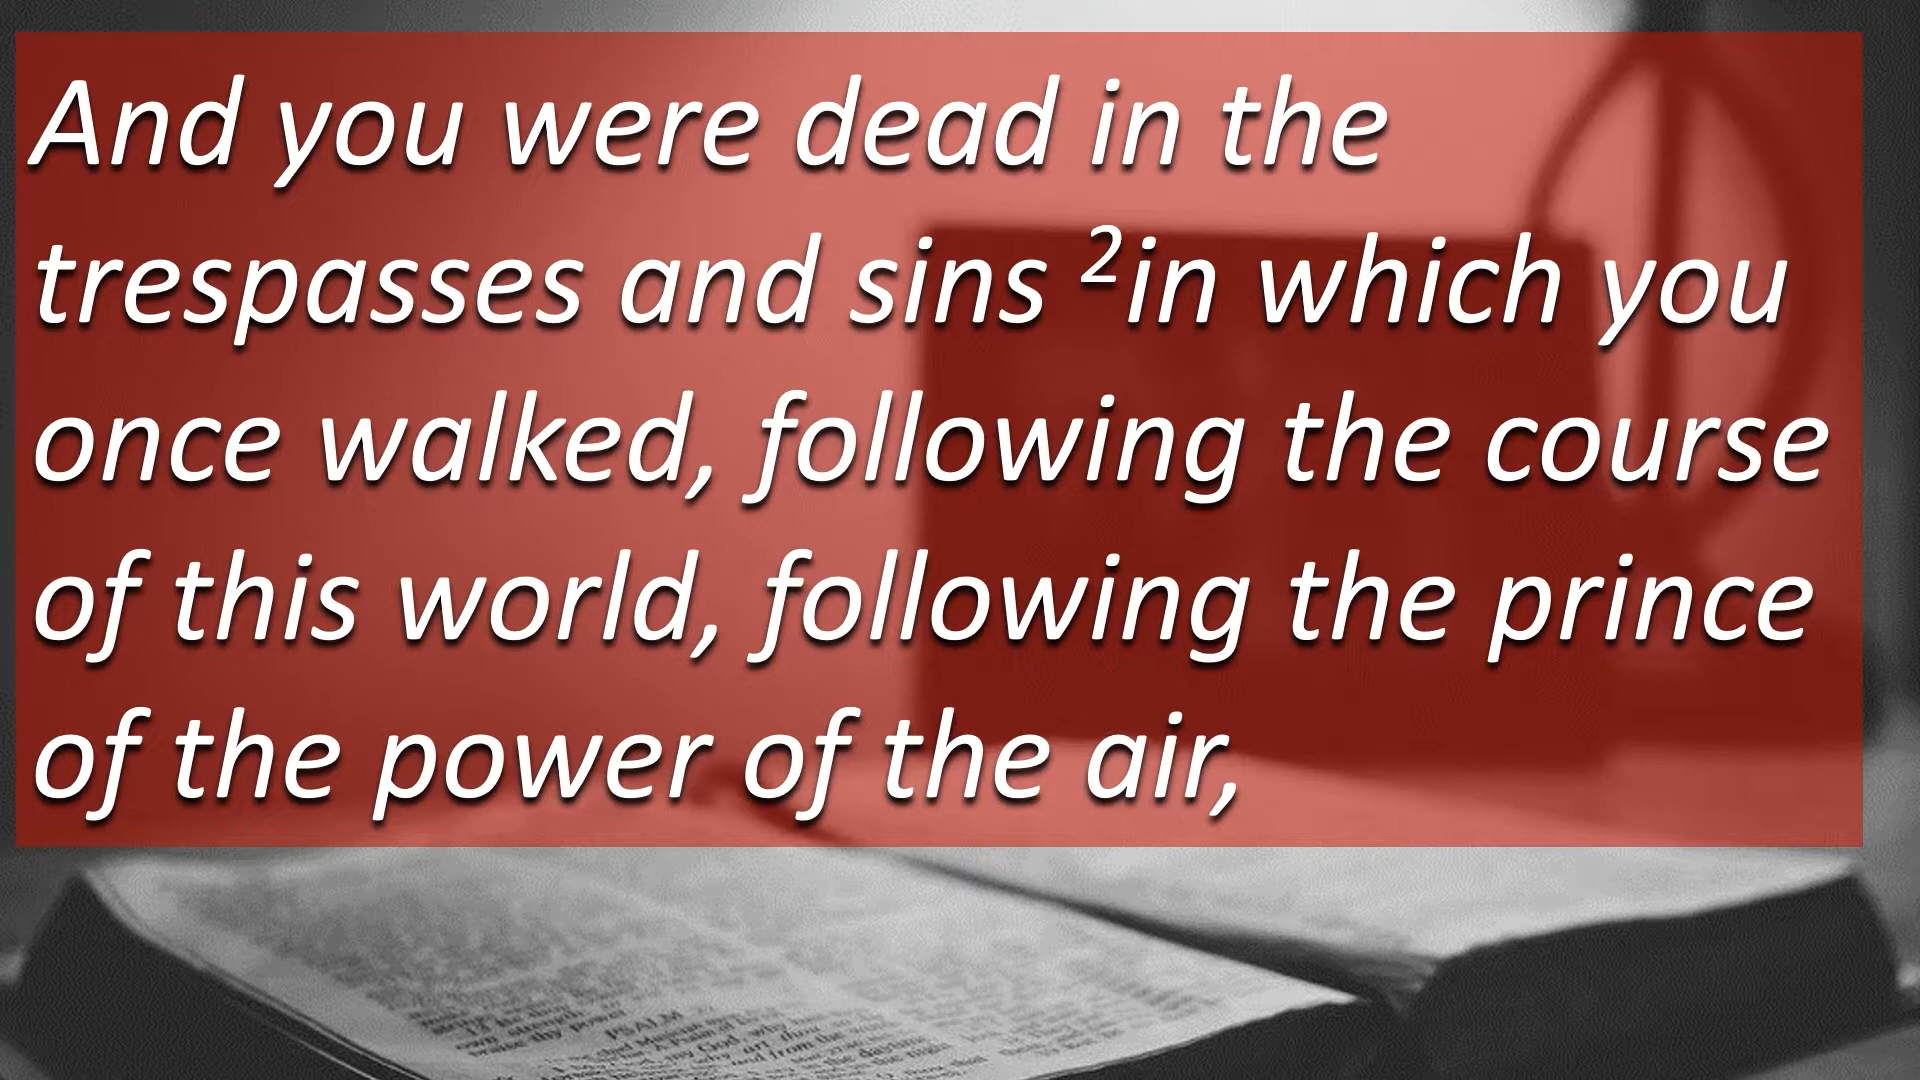 And you were dead in the
trespasses and sins ²in which you
once walked, following the course
of this world, following the prince
of the power of the air,
PSALM